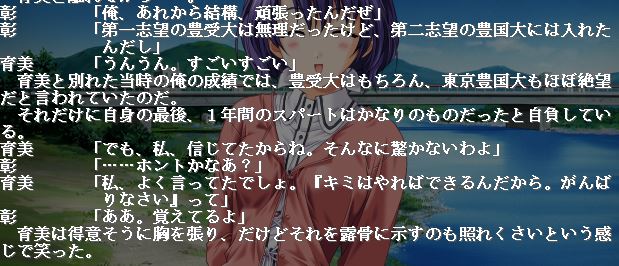 彰　　　「俺、あれから結構、頑張ったんだぜ」
彰　　　「第一志望の豊受大は無理だったけど、第二志望の豊国大には入れた
んだし」
育美　　「うんうん。すごいすごい」
　育美と別れた当時の俺の成績では、豊受大はもちろん、東京豊国大もほぼ絶望
だと言われていたのだ。
　それだけに自身の最後、１年間のスパートはかなりのものだったと自負してい
る。
育美　　「でも、私、信じてたからね。そんなに驚かないわよ」
彰　　　「……ホントかなあ？」
育美　　「私、よく言ってたでしょ。『キミはやればできるんだから。がんば
りなさい』って」
彰　　　「ああ。覚えてるよ」
　育美は得意そうに胸を張り、だけどそれを露骨に示すのも照れくさいという感
じで笑った。